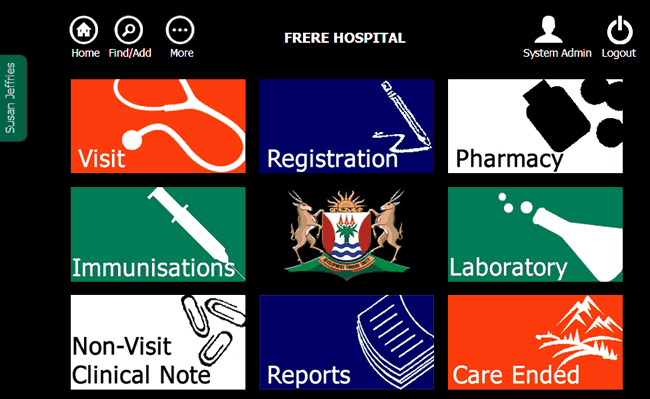 Home
Find/Add
More
FRERE HOSPITAL
System Admin
Logout
Susan Jeffries
Visit
Registration
Pharmacy
Immunisations
Laboratory
Non-Visit
Clinical Note
Reports
Care Ended